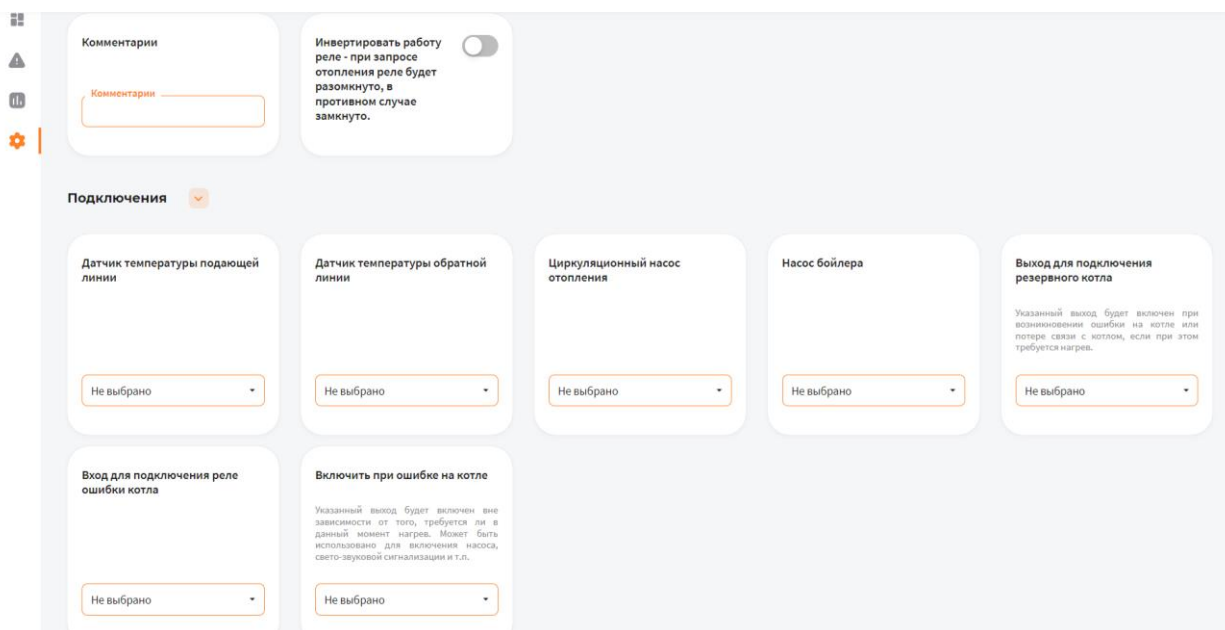 Комментарии
Комментарии
Инвертировать работу
реле - при запросе
отопления реле будет
разомкнуто, в
противном случае
замкнуто.
Подключения
Датчик температуры подающей
линии
Не выбрано
Датчик температуры обратной
линии
Не выбрано
Циркуляционный насос
отопления
Не выбрано
Насос бойлера
Не выбрано
Выход для подключения
резервного котла
Указанный выход будет включен при
возникновении ошибки на котле или
потере связи с котлом, если при этом
требуется нагрев.
Не выбрано
Вход для подключения реле
ошибки котла
Не выбрано
Включить при ошибке на котле
Указанный выход будет включен вне
зависимости от того, требуется ли в
данный момент нагрев. Может быть
использовано для включения насоса,
свето-звуковой сигнализации и т.п.
Не выбрано